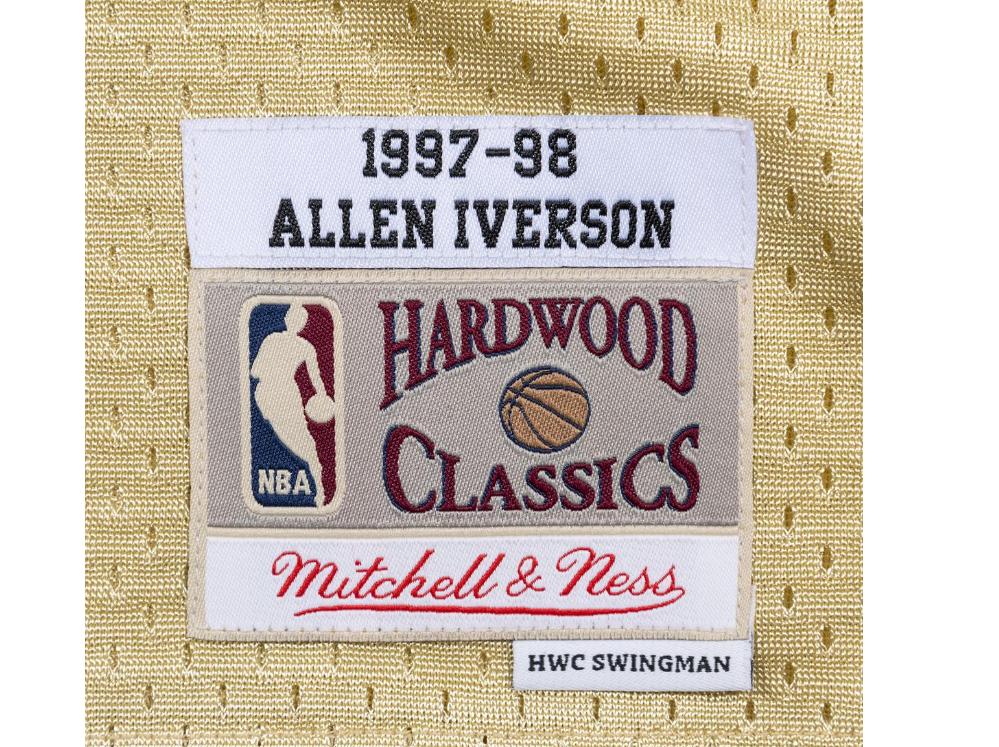 1997-98
ALLEN IVERSON
NBA
HARDWOOD
CLASSICS
Mitchell & Ness
HWC SWINGMAN